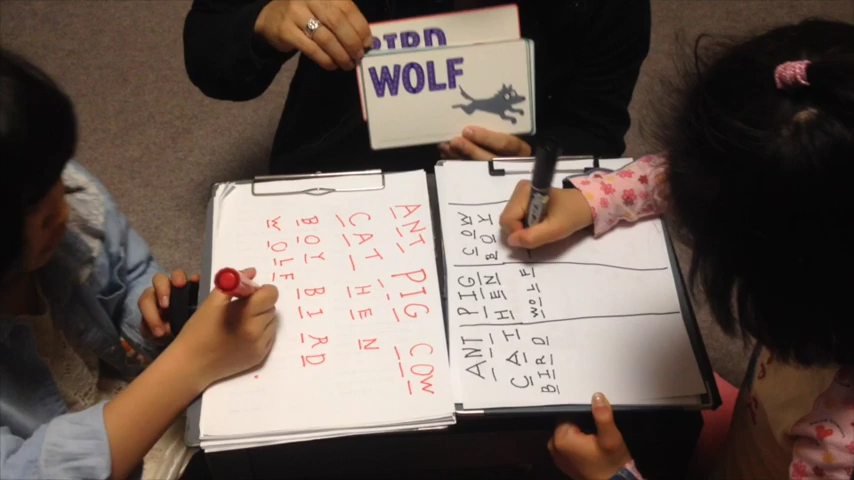 BIRD
WOLF
ANT PIG COW
CAT HEN
BOY BIRD
WOLF
ANT PIG COW
CAT HEN BOY
BIRD WOLF